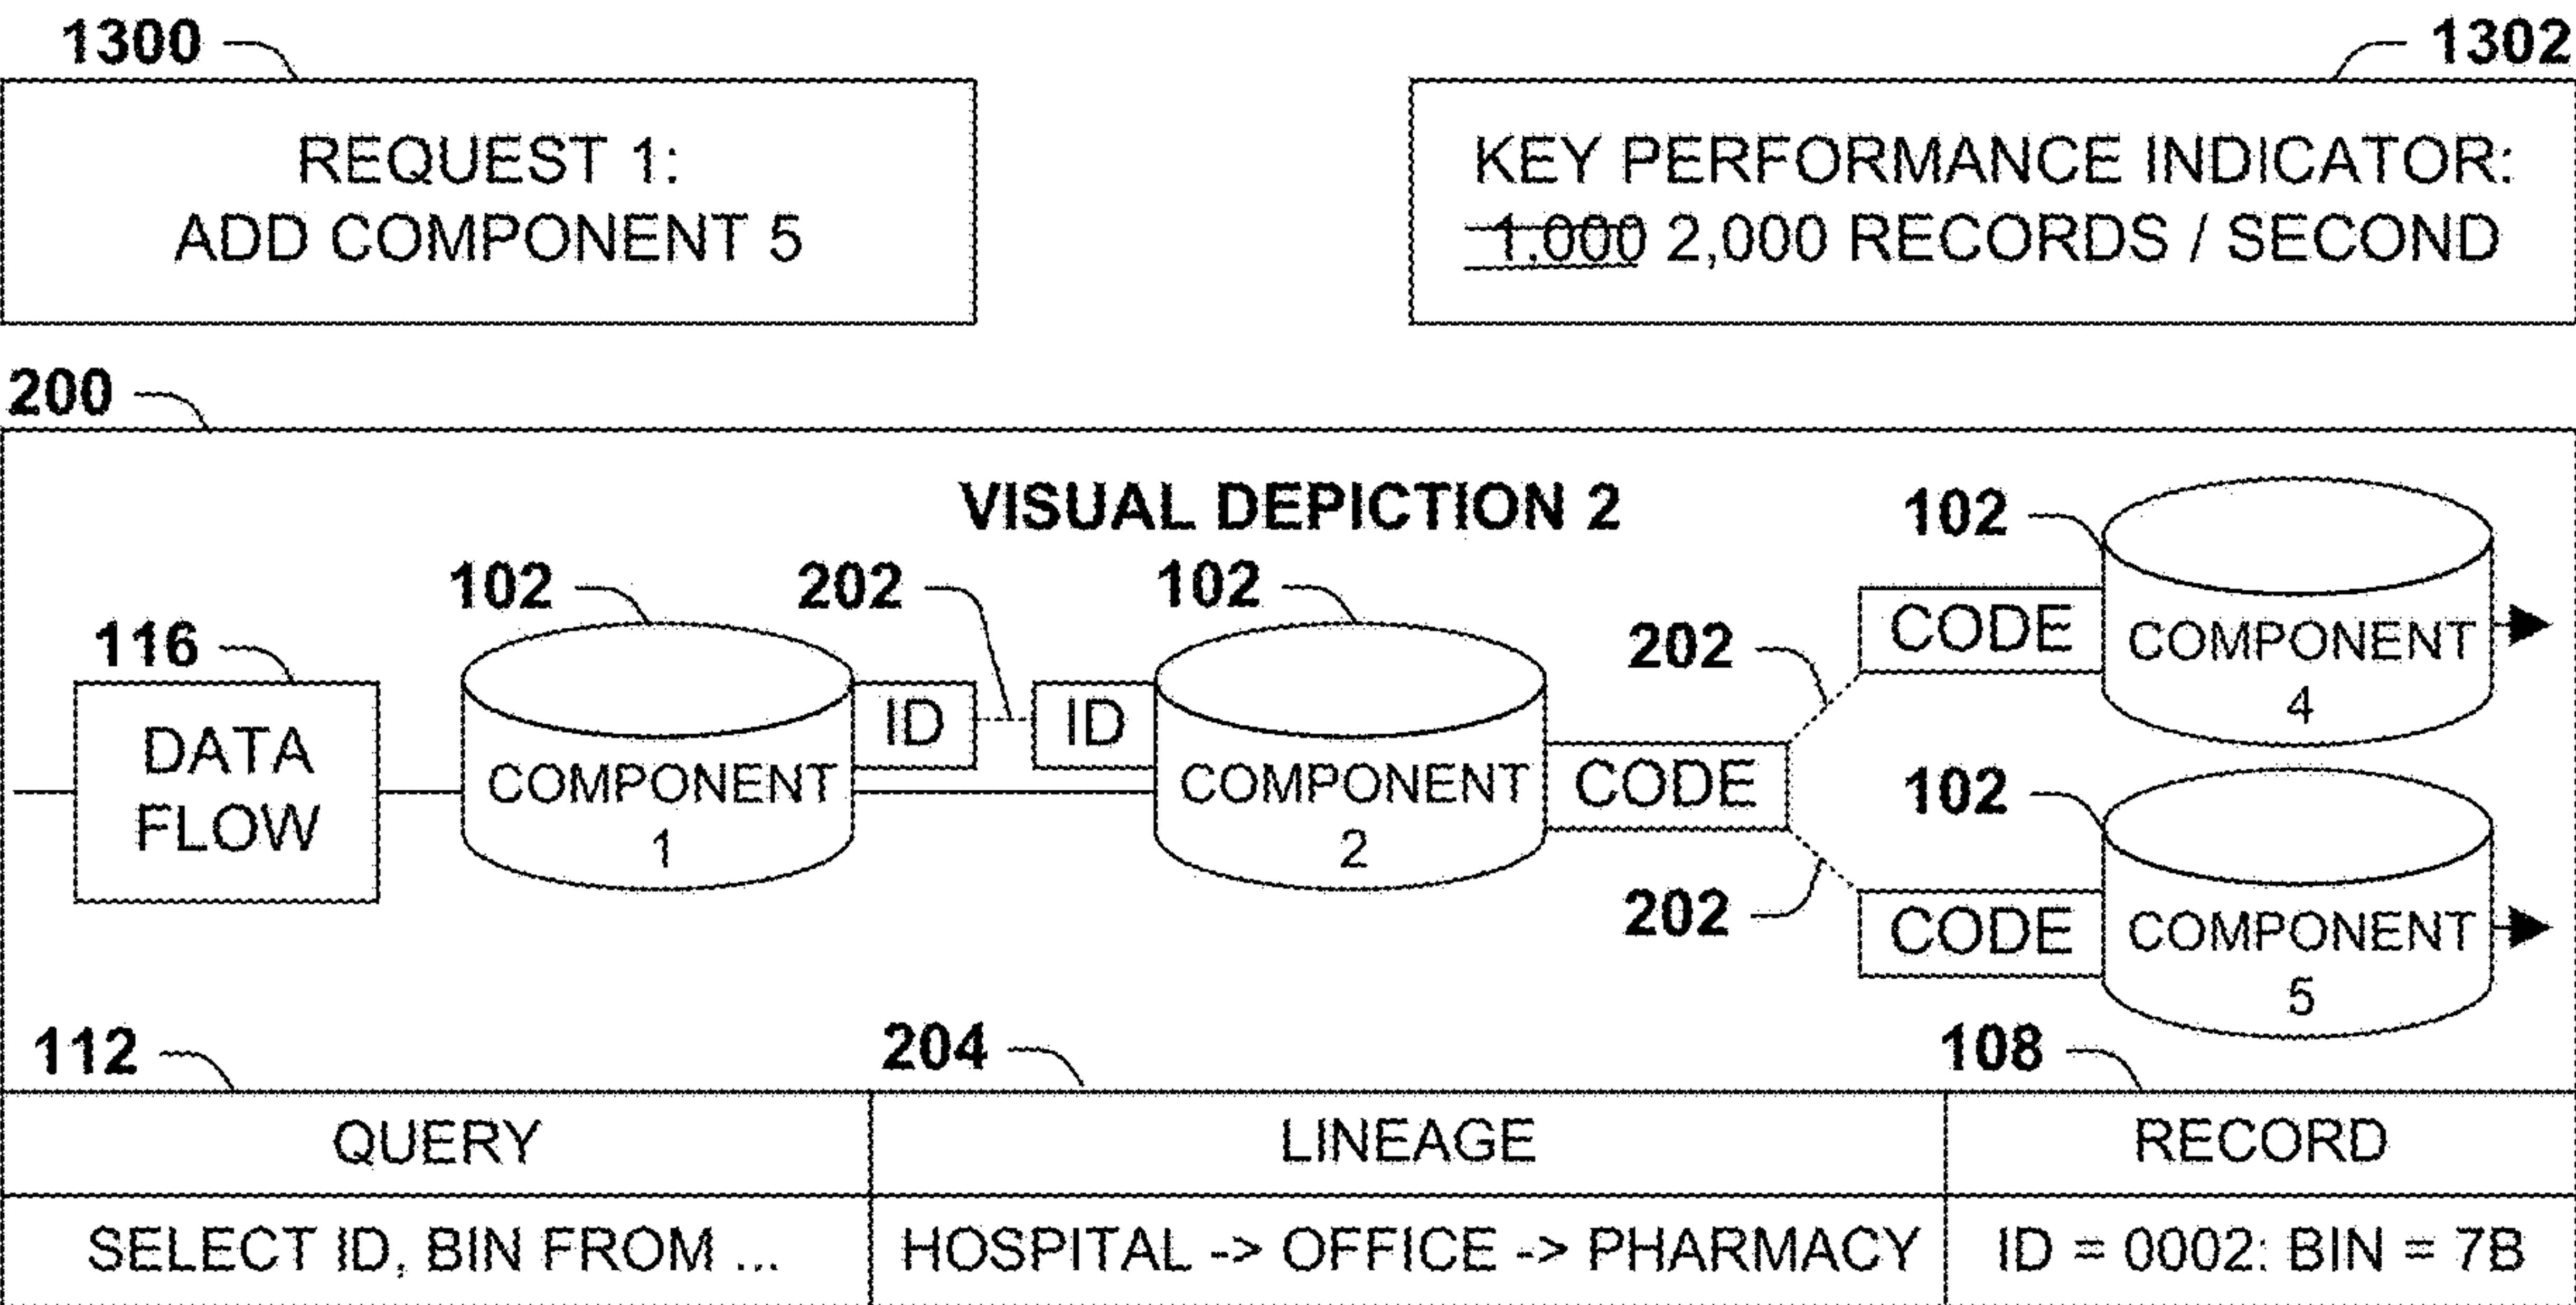 1300
1302
REQUEST 1:
ADD COMPONENT 5
KEY PERFORMANCE INDICATOR:
1,000 2,000 RECORDS / SECOND
200
VISUAL DEPICTION 2
102
102
202
102
116
202
CODE
COMPONENT
4
DATA
FLOW
ID
ID
COMPONENT
1
COMPONENT
2
CODE
102
202
CODE
COMPONENT
5
112
204
108
QUERY
LINEAGE
RECORD
SELECT ID, BIN FROM ...
HOSPITAL -> OFFICE -> PHARMACY
ID = 0002: BIN = 7B